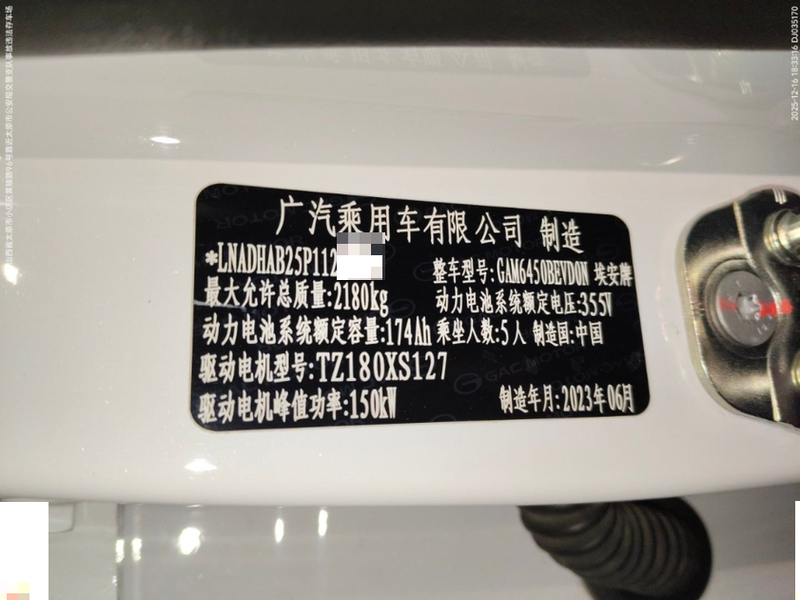 广汽乘用车有限公司 制造
*LNADHAB25P112
整车型号:GAM6450BEVD0N 埃安牌
最大允许总质量:2180kg 动力电池系统额定电压:355V
动力电池系统额定容量:174Ah 乘坐人数:5人 制造国:中国
驱动电机型号:TZ180XS127
驱动电机峰值功率:150kW 制造年月:2023年06月
GAC MOTOR
2025-12-16 18:33:16 DJ035170